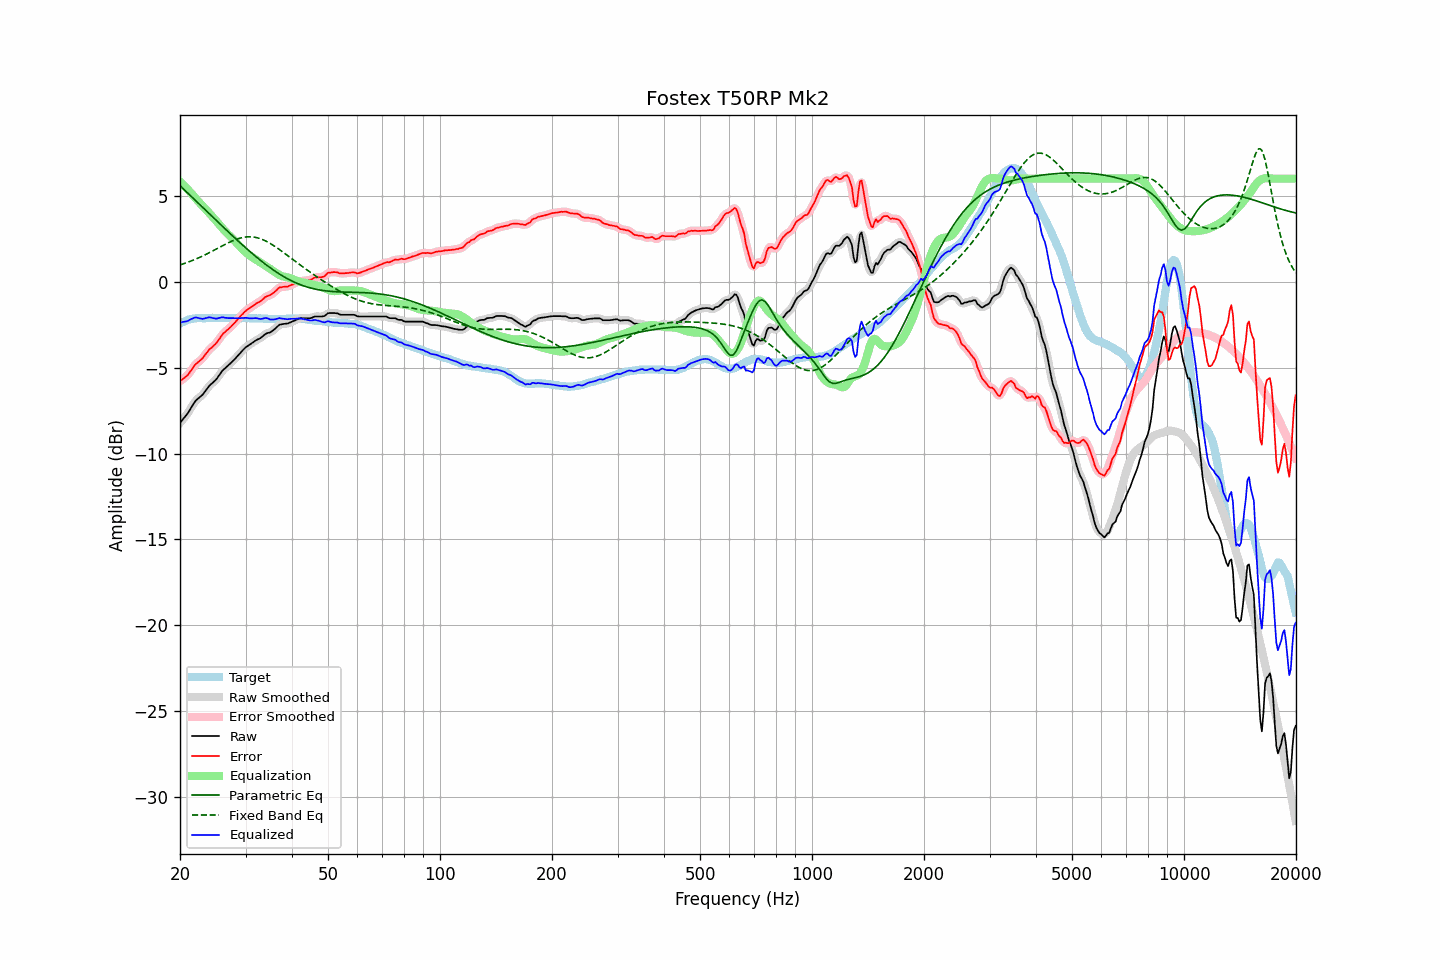 Fostex T50RP Mk2
Amplitude (dBr)
5
0
−5
−10
−15
−20
−25
−30
Target
Raw Smoothed
Error Smoothed
Raw
Error
Equalization
Parametric Eq
Fixed Band Eq
Equalized
20 50 100 200 500 1000 2000 5000 10000 20000
Frequency (Hz)